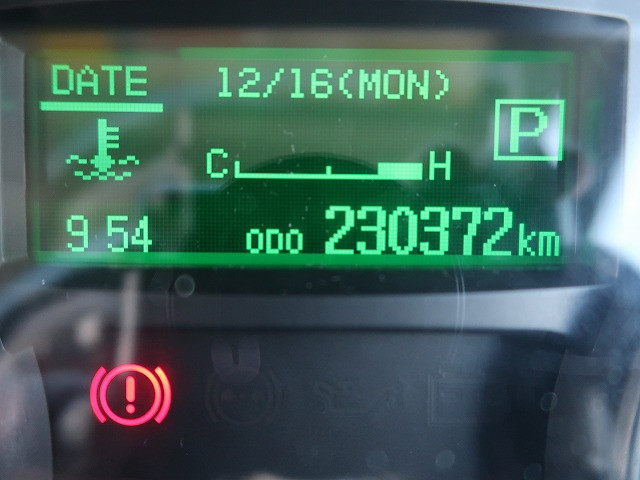 DATE 12/16(MON)
P
C H
9 54 ODO 230372km
!